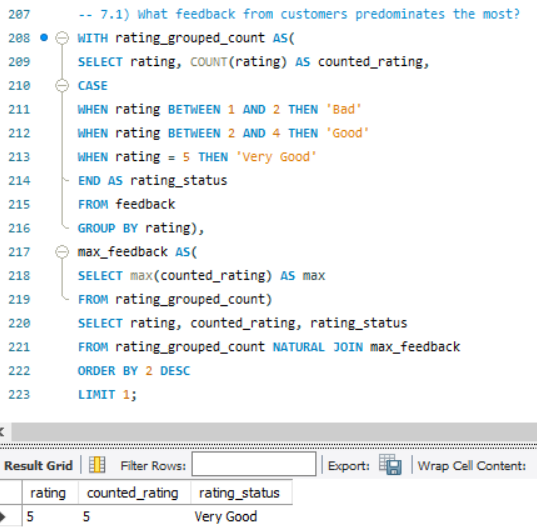 207 -- 7.1) What feedback from customers predominates the most?
208 WITH rating_grouped_count AS(
209 SELECT rating, COUNT(rating) AS counted_rating,
210 CASE
211 WHEN rating BETWEEN 1 AND 2 THEN 'Bad'
212 WHEN rating BETWEEN 2 AND 4 THEN 'Good'
213 WHEN rating = 5 THEN 'Very Good'
214 END AS rating_status
215 FROM feedback
216 GROUP BY rating),
217 max_feedback AS(
218 SELECT max(counted_rating) AS max
219 FROM rating_grouped_count)
220 SELECT rating, counted_rating, rating_status
221 FROM rating_grouped_count NATURAL JOIN max_feedback
222 ORDER BY 2 DESC
223 LIMIT 1;
Result Grid Filter Rows: Export: Wrap Cell Content:
rating counted_rating rating_status
5 5 Very Good